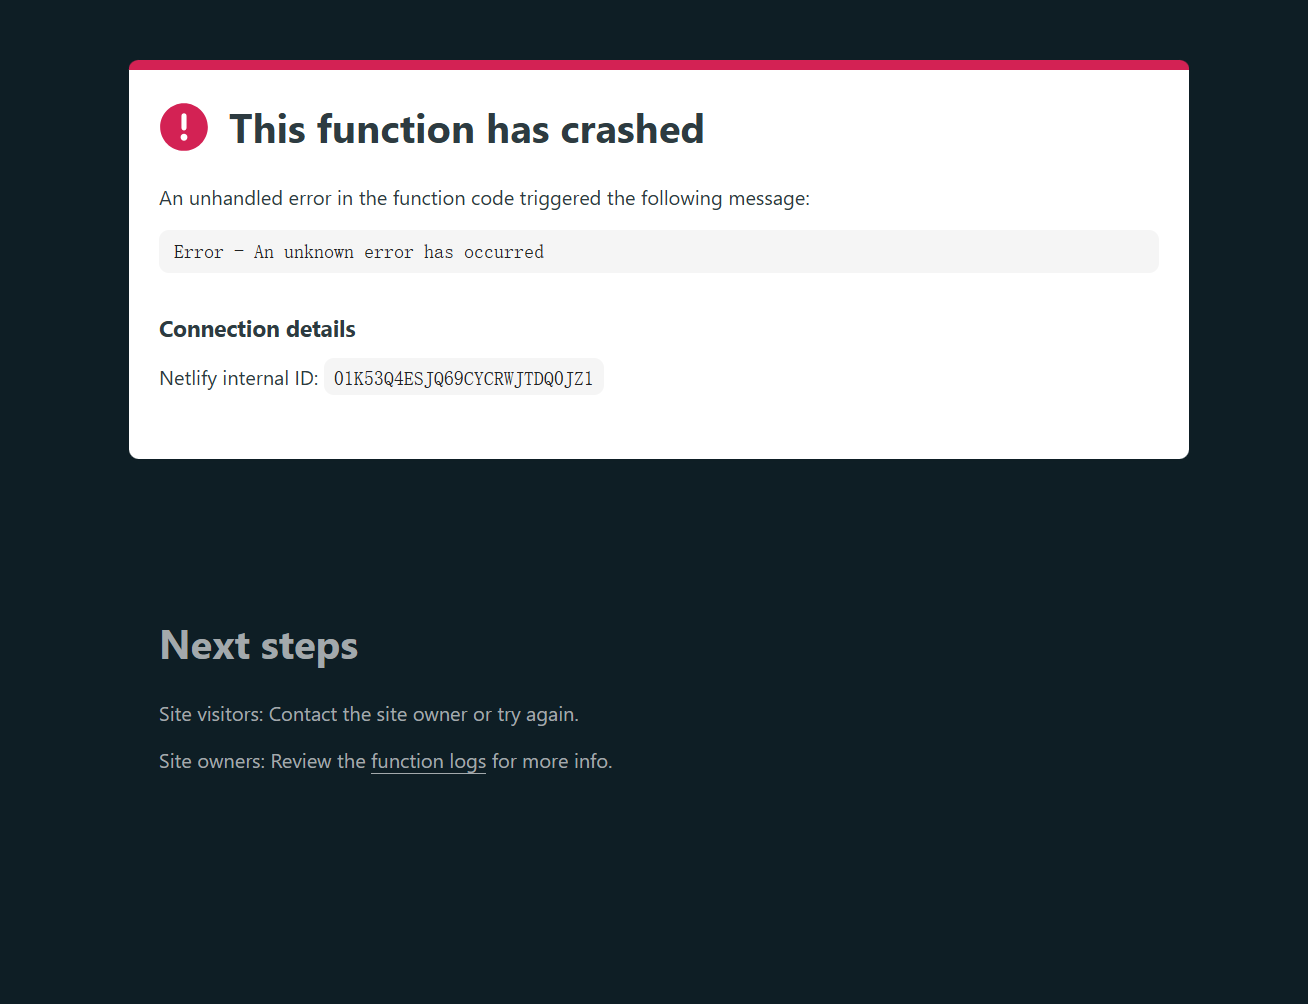 This function has crashed
An unhandled error in the function code triggered the following message:
Error - An unknown error has occurred
Connection details
Netlify internal ID: 01K53Q4ESJQ69CYCRWJTDQ0JZ1
Next steps
Site visitors: Contact the site owner or try again.
Site owners: Review the function logs for more info.